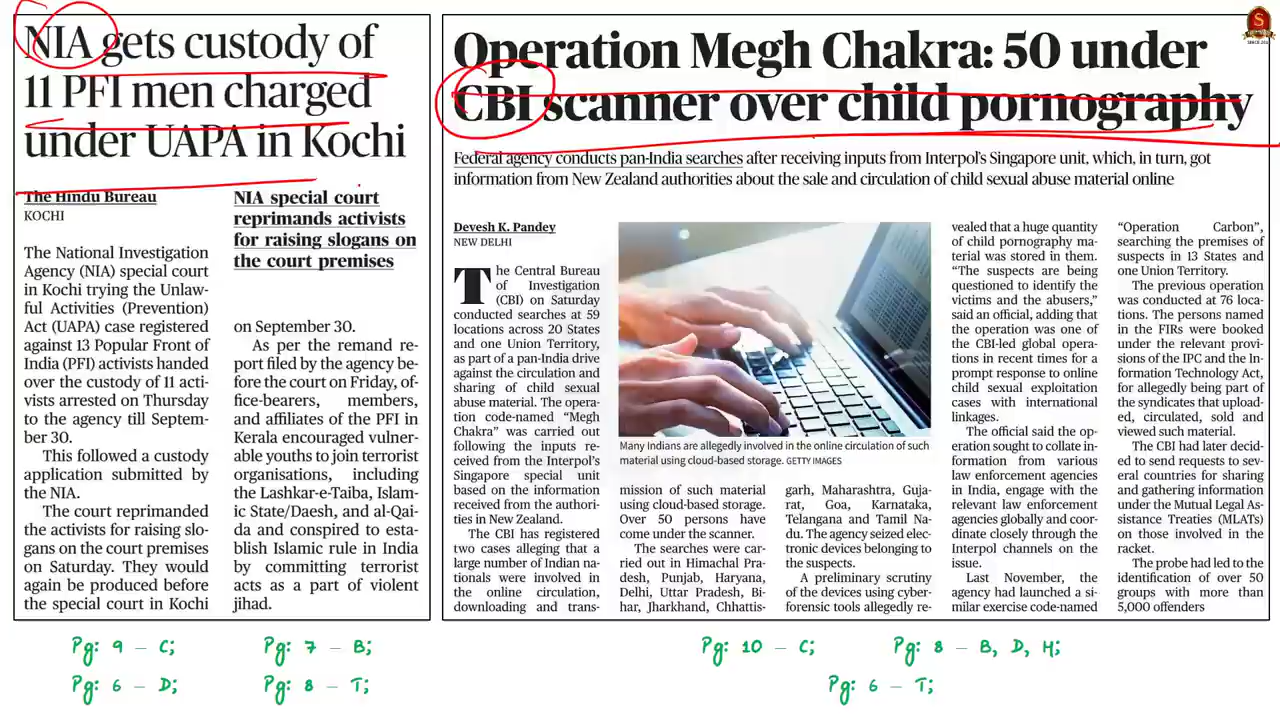 NIA gets custody of
11 PFI men charged
under UAPA in Kochi
The Hindu Bureau
KOCHI
The National Investigation
Agency (NIA) special court
in Kochi trying the Unlaw-
ful Activities (Prevention)
Act (UAPA) case registered
against 13 Popular Front of
India (PFI) activists handed
over the custody of 11 acti-
vists arrested on Thursday
to the agency till Septem-
ber 30.
This followed a custody
application submitted by
the NIA.
The court reprimanded
the activists for raising slo-
gans on the court premises
on Saturday. They would
again be produced before
the special court in Kochi
NIA special court
reprimands activists
for raising slogans on
the court premises
on September 30.
As per the remand re-
port filed by the agency be-
fore the court on Friday, of-
fice-bearers, members,
and affiliates of the PFI in
Kerala encouraged vulner-
able youths to join terrorist
organisations, including
the Lashkar-e-Taiba, Islam-
ic State/Daesh, and al-Qai-
da and conspired to esta-
blish Islamic rule in India
by committing terrorist
acts as a part of violent
jihad.
Operation Megh Chakra: 50 under
CBI scanner over child pornography
Federal agency conducts pan-India searches after receiving inputs from Interpol's Singapore unit, which, in turn, got
information from New Zealand authorities about the sale and circulation of child sexual abuse material online
Devesh K. Pandey
NEW DELHI
The Central Bureau
of Investigation
(CBI) on Saturday
conducted searches at 59
locations across 20 States
and one Union Territory,
as part of a pan-India drive
against the circulation and
sharing of child sexual
abuse material. The opera-
tion code-named "Megh
Chakra" was carried out
following the inputs re-
ceived from the Interpol's
Singapore special unit
based on the information
received from the authori-
ties in New Zealand.
The CBI has registered
two cases alleging that a
large number of Indian na-
tionals were involved in
the online circulation,
downloading and trans-
Many Indians are allegedly involved in the online circulation of such
material using cloud-based storage. GETTY IMAGES
mission of such material
using cloud-based storage.
Over 50 persons have
come under the scanner.
The searches were car-
ried out in Himachal Pra-
desh, Punjab, Haryana,
Delhi, Uttar Pradesh, Bi-
har, Jharkhand, Chhattis-
garh, Maharashtra, Guja-
rat, Goa, Karnataka,
Telangana and Tamil Na-
du. The agency seized elec-
tronic devices belonging to
the suspects.
A preliminary scrutiny
of the devices using cyber-
forensic tools allegedly re-
vealed that a huge quantity
of child pornography ma-
terial was stored in them.
"The suspects are being
questioned to identify the
victims and the abusers,"
said an official, adding that
the operation was one of
the CBI-led global opera-
tions in recent times for a
prompt response to online
child sexual exploitation
cases with international
linkages.
The official said the op-
eration sought to collate in-
formation from various
law enforcement agencies
in India, engage with the
relevant law enforcement
agencies globally and coor-
dinate closely through the
Interpol channels on the
issue.
Last November, the
agency had launched a si-
milar exercise code-named
"Operation Carbon",
searching the premises of
suspects in 13 States and
one Union Territory.
The previous operation
was conducted at 76 loca-
tions. The persons named
in the FIRs were booked
under the relevant provi-
sions of the IPC and the In-
formation Technology Act,
for allegedly being part of
the syndicates that upload-
ed, circulated, sold and
viewed such material.
The CBI had later decid-
ed to send requests to sev-
eral countries for sharing
and gathering information
under the Mutual Legal As-
sistance Treaties (MLATs)
on those involved in the
racket.
The probe had led to the
identification of over 50
groups with more than
5,000 offenders
Pg: 9 – C; Pg: 7 – B;
Pg: 6 – D; Pg: 8 – T;
Pg: 10 – C; Pg: 8 – B, D, H;
Pg: 6 – T;